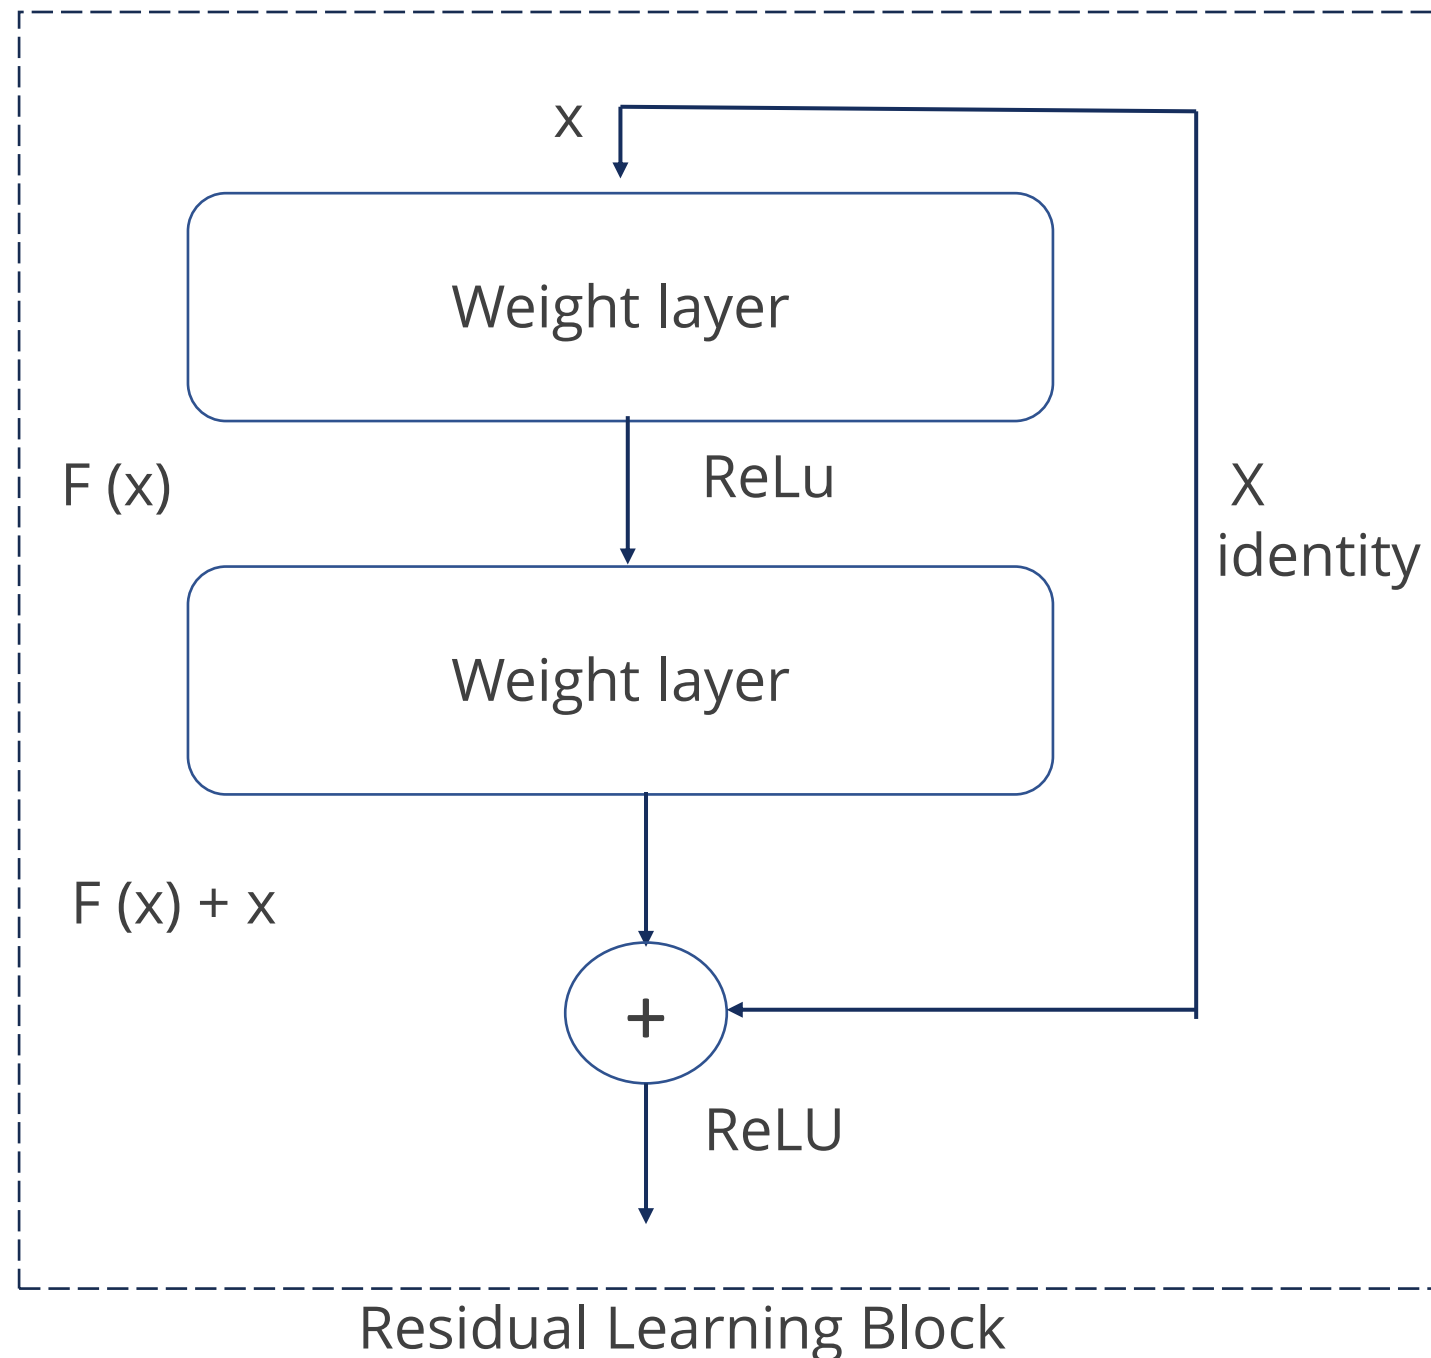 x
Weight layer
F (x)
ReLu
X
identity
Weight layer
F (x) + x
+
ReLU
Residual Learning Block